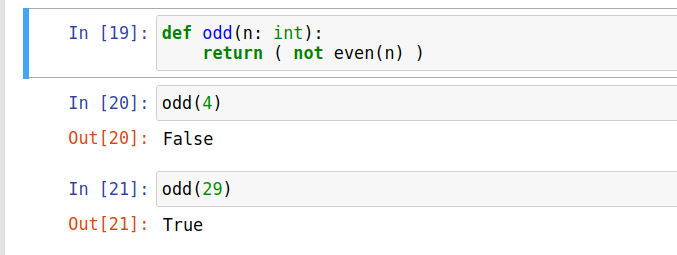 In [19]: def odd(n: int):
    return ( not even(n) )
In [20]: odd(4)
Out[20]: False
In [21]: odd(29)
Out[21]: True